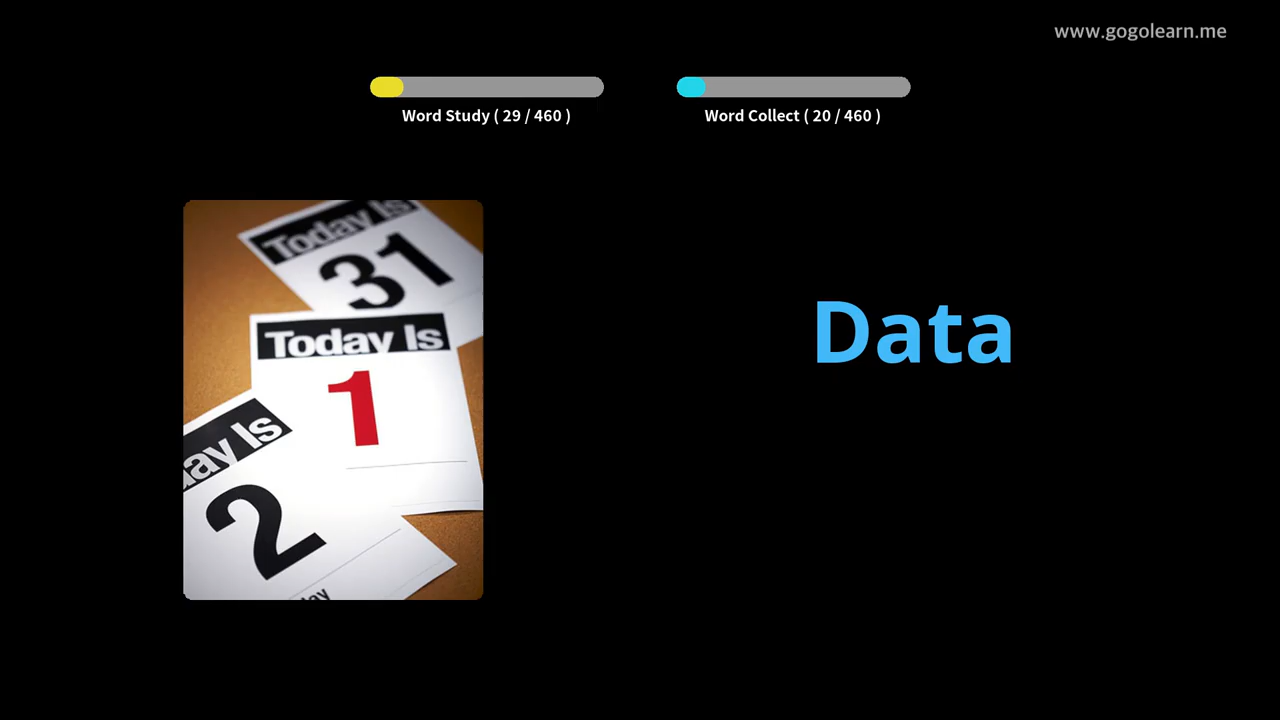 www.gogolearn.me
Word Study ( 29 / 460 )
Word Collect ( 20 / 460 )
Today Is
31
Today Is
1
ay Is
2
ay
Data